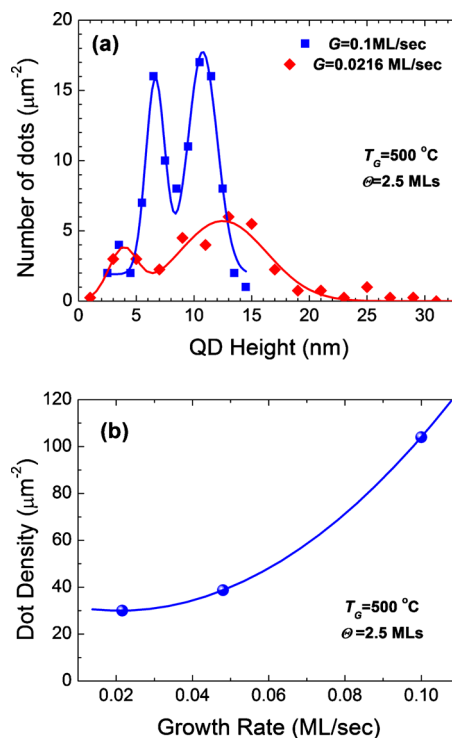 (a)
G=0.1ML/sec
G=0.0216 ML/sec
T_G=500 °C
Θ=2.5 MLs
Number of dots (μm⁻²)
20
15
10
5
0
0 5 10 15 20 25 30
QD Height (nm)
(b)
Dot Density (μm⁻²)
120
100
80
60
40
20
0
T_G=500 °C
Θ=2.5 MLs
0.02 0.04 0.06 0.08 0.10
Growth Rate (ML/sec)